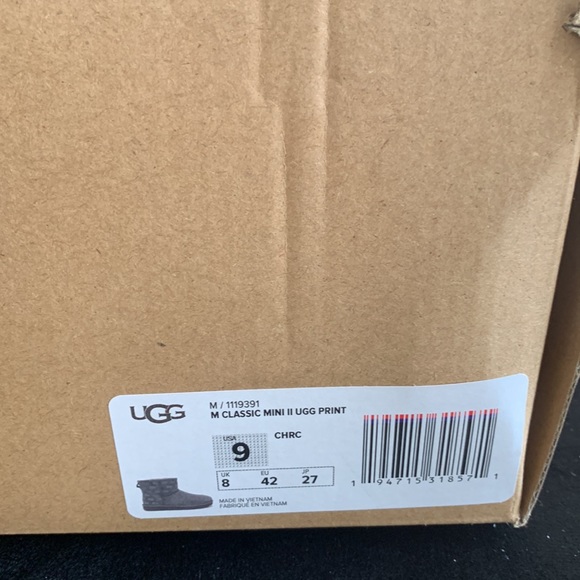 UGG
M / 1119391
M CLASSIC MINI II UGG PRINT
USA
9
CHRC
UK EU JP
8 42 27
MADE IN VIETNAM
FABRIQUÉ EN VIETNAM
1 94715 31857 1